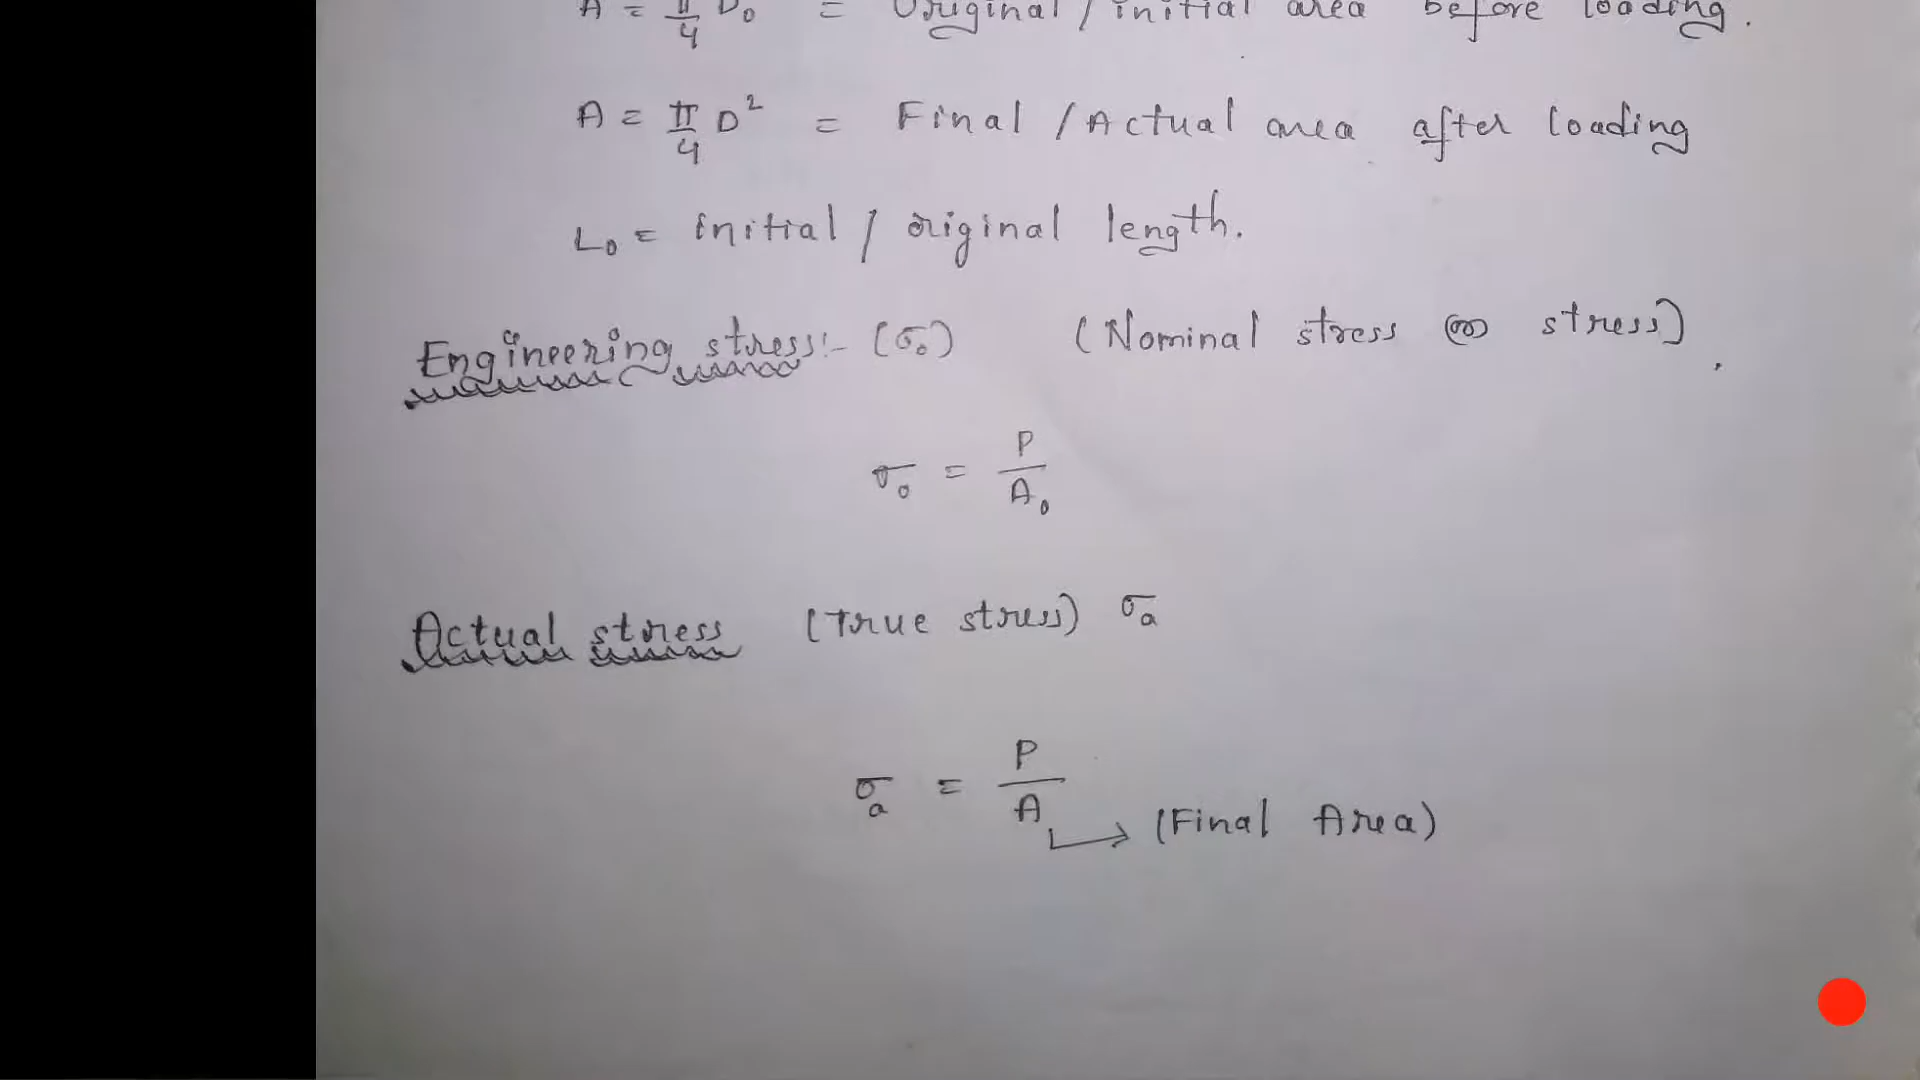 A = π/4 D₀ = Original / initial area before loading.
A = π/4 D² = Final / Actual area after loading
L₀ = initial / original length.
Engineering stress:- (σ₀) (Nominal stress (or) stress)
σ₀ = P/A₀
Actual stress (True stress) σₐ
σₐ = P/A → (Final Area)